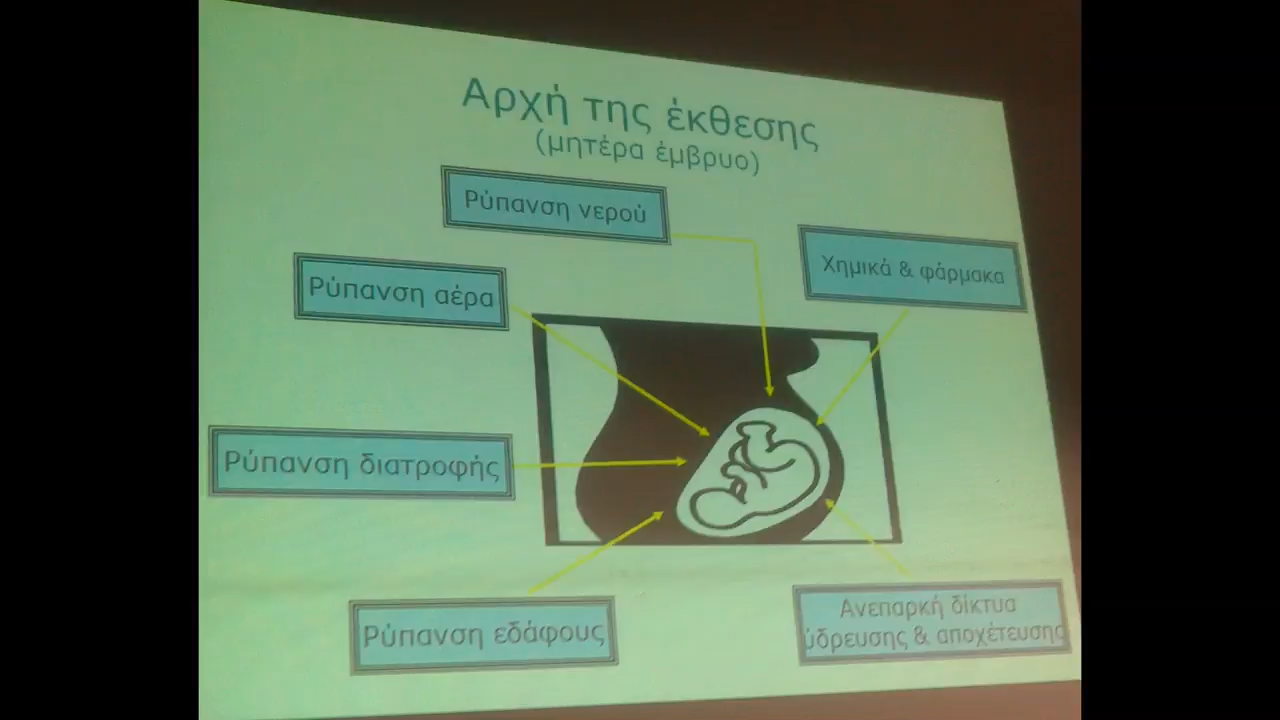 Αρχή της έκθεσης
(μητέρα έμβρυο)
Ρύπανση νερού
Χημικά & φάρμακα
Ρύπανση αέρα
Ρύπανση διατροφής
Ρύπανση εδάφους
Ανεπαρκή δίκτυα
ύδρευσης & αποχέτευσης